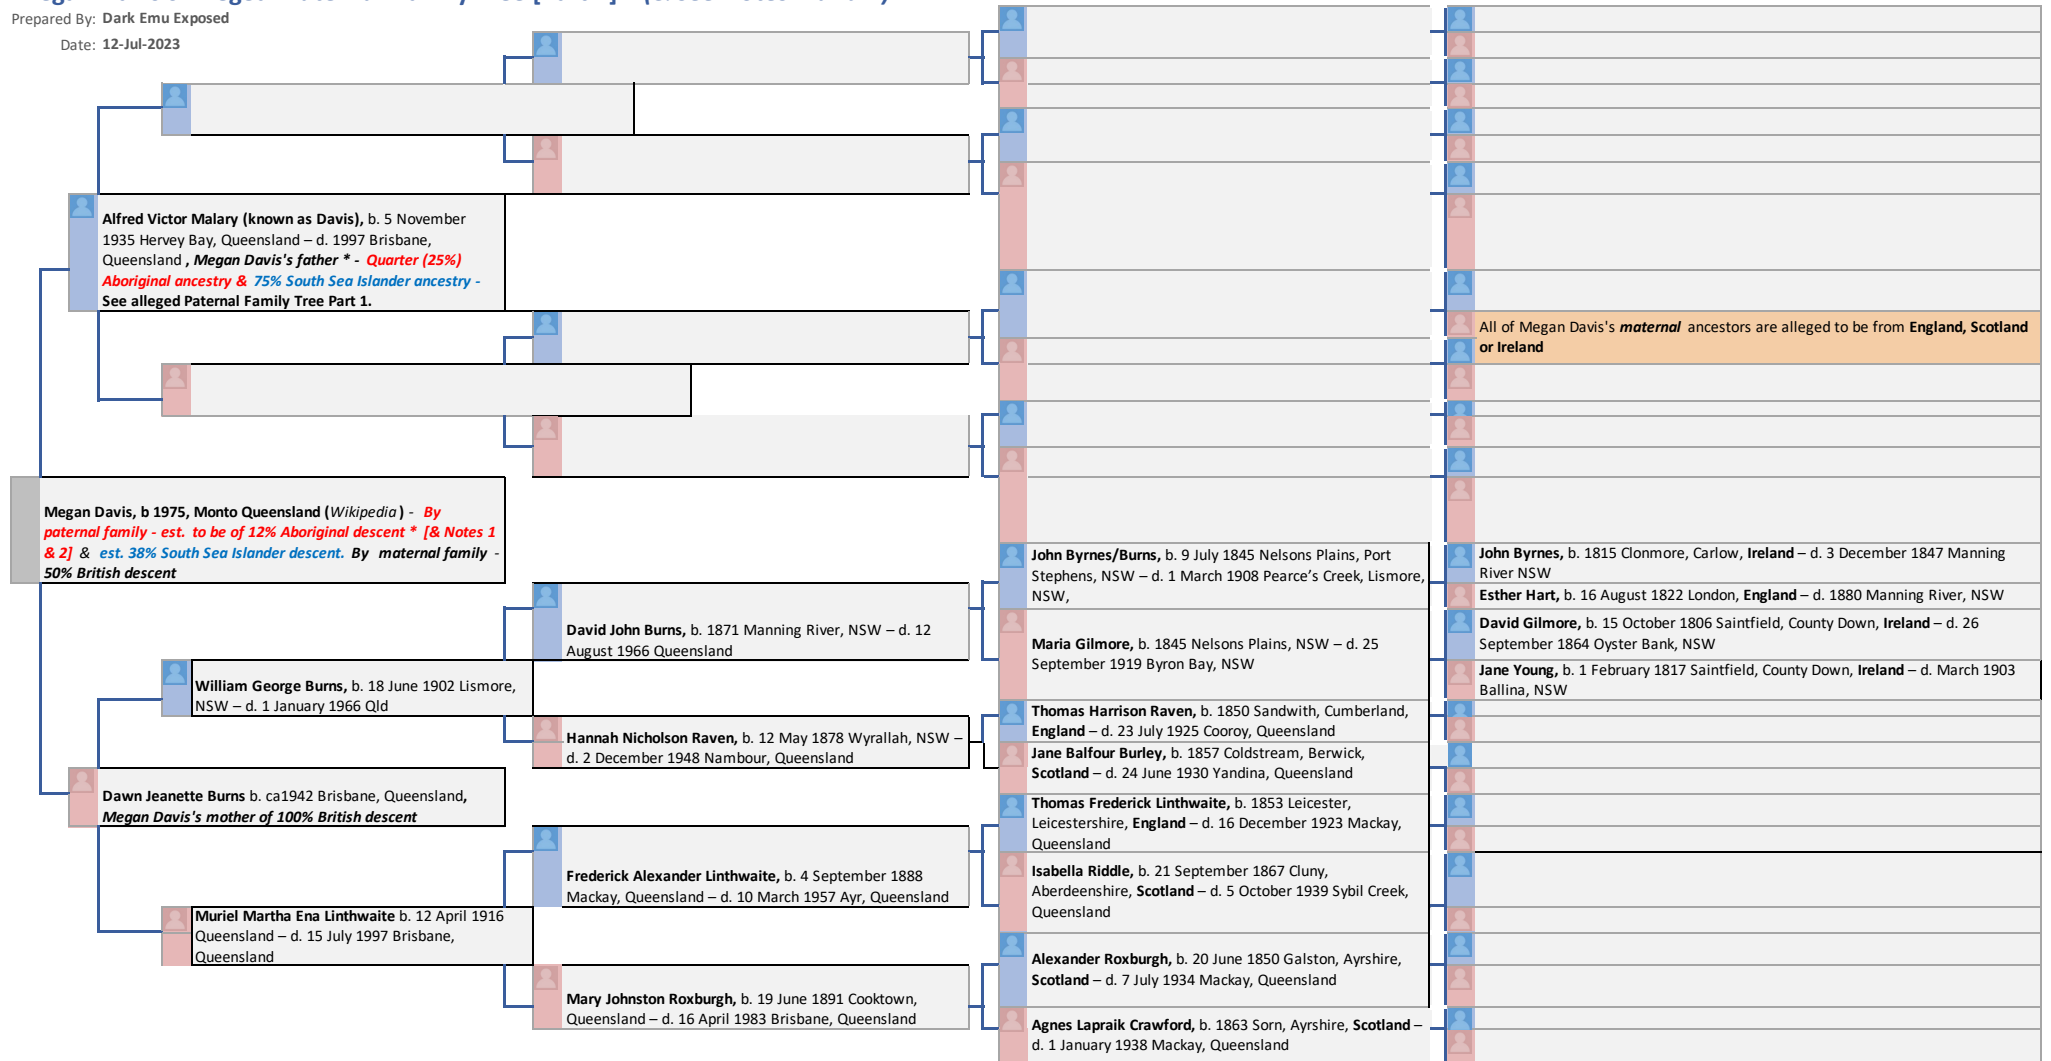 Prepared By: Dark Emu Exposed
Date: 12-Jul-2023
Alfred Victor Malary (known as Davis), b. 5 November
1935 Hervey Bay, Queensland – d. 1997 Brisbane,
Queensland , Megan Davis's father * - Quarter (25%)
Aboriginal ancestry & 75% South Sea Islander ancestry -
See alleged Paternal Family Tree Part 1.
All of Megan Davis's maternal ancestors are alleged to be from England, Scotland
or Ireland
Megan Davis, b 1975, Monto Queensland (Wikipedia) - By
paternal family - est. to be of 12% Aboriginal descent * [& Notes 1
& 2] & est. 38% South Sea Islander descent. By maternal family -
50% British descent
William George Burns, b. 18 June 1902 Lismore,
NSW – d. 1 January 1966 Qld
Dawn Jeanette Burns b. ca1942 Brisbane, Queensland,
Megan Davis's mother of 100% British descent
Muriel Martha Ena Linthwaite b. 12 April 1916
Queensland – d. 15 July 1997 Brisbane,
Queensland
David John Burns, b. 1871 Manning River, NSW – d. 12
August 1966 Queensland
Hannah Nicholson Raven, b. 12 May 1878 Wyrallah, NSW –
d. 2 December 1948 Nambour, Queensland
Frederick Alexander Linthwaite, b. 4 September 1888
Mackay, Queensland – d. 10 March 1957 Ayr, Queensland
Mary Johnston Roxburgh, b. 19 June 1891 Cooktown,
Queensland – d. 16 April 1983 Brisbane, Queensland
John Byrnes/Burns, b. 9 July 1845 Nelsons Plains, Port
Stephens, NSW – d. 1 March 1908 Pearce's Creek, Lismore,
NSW,
Maria Gilmore, b. 1845 Nelsons Plains, NSW – d. 25
September 1919 Byron Bay, NSW
Thomas Harrison Raven, b. 1850 Sandwith, Cumberland,
England – d. 23 July 1925 Cooroy, Queensland
Jane Balfour Burley, b. 1857 Coldstream, Berwick,
Scotland – d. 24 June 1930 Yandina, Queensland
Thomas Frederick Linthwaite, b. 1853 Leicester,
Leicestershire, England – d. 16 December 1923 Mackay,
Queensland
Isabella Riddle, b. 21 September 1867 Cluny,
Aberdeenshire, Scotland – d. 5 October 1939 Sybil Creek,
Queensland
Alexander Roxburgh, b. 20 June 1850 Galston, Ayrshire,
Scotland – d. 7 July 1934 Mackay, Queensland
Agnes Lapraik Crawford, b. 1863 Sorn, Ayrshire, Scotland –
d. 1 January 1938 Mackay, Queensland
John Byrnes, b. 1815 Clonmore, Carlow, Ireland – d. 3 December 1847 Manning
River NSW
Esther Hart, b. 16 August 1822 London, England – d. 1880 Manning River, NSW
David Gilmore, b. 15 October 1806 Saintfield, County Down, Ireland – d. 26
September 1864 Oyster Bank, NSW
Jane Young, b. 1 February 1817 Saintfield, County Down, Ireland – d. March 1903
Ballina, NSW